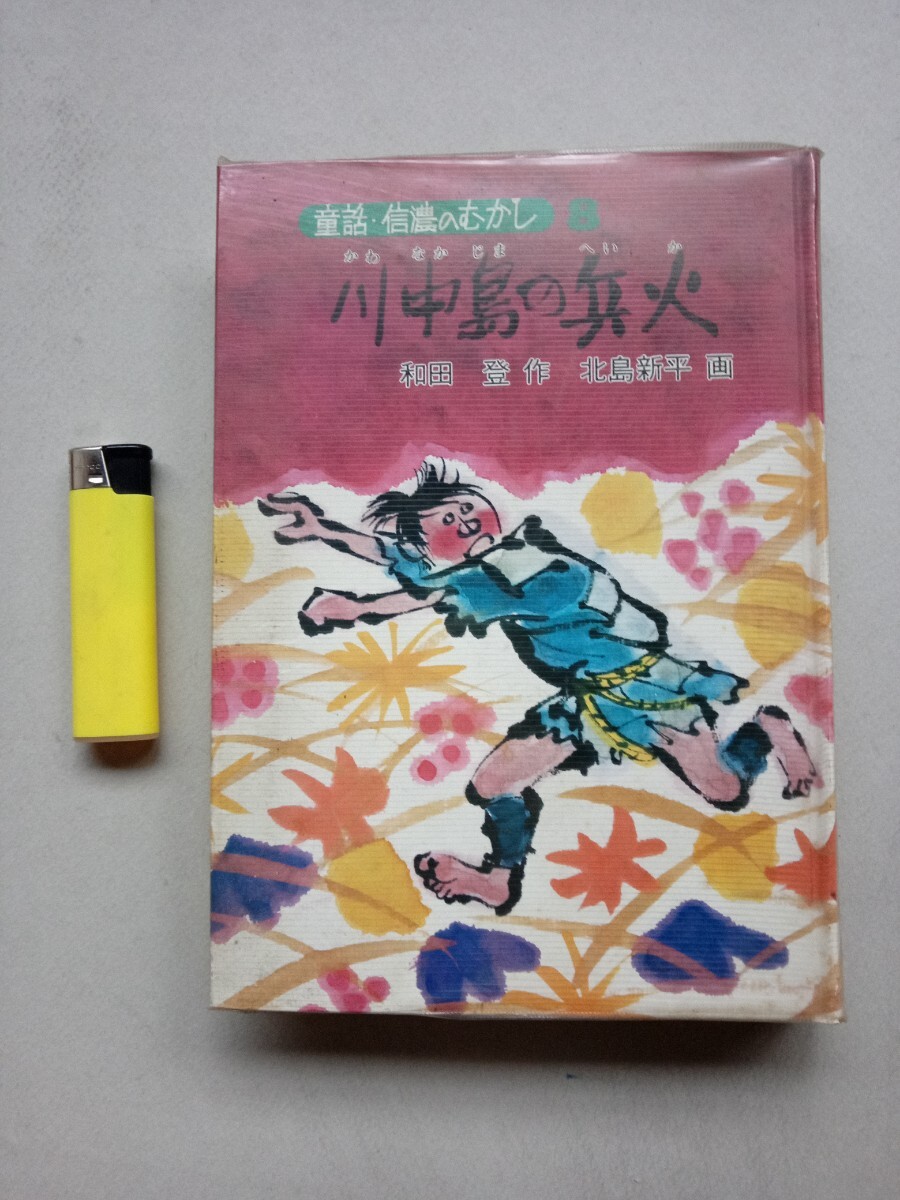 童話・信濃のむかし 8
かわ なか じま へい か
川中島の兵火
和田 登 作 北島新平 画